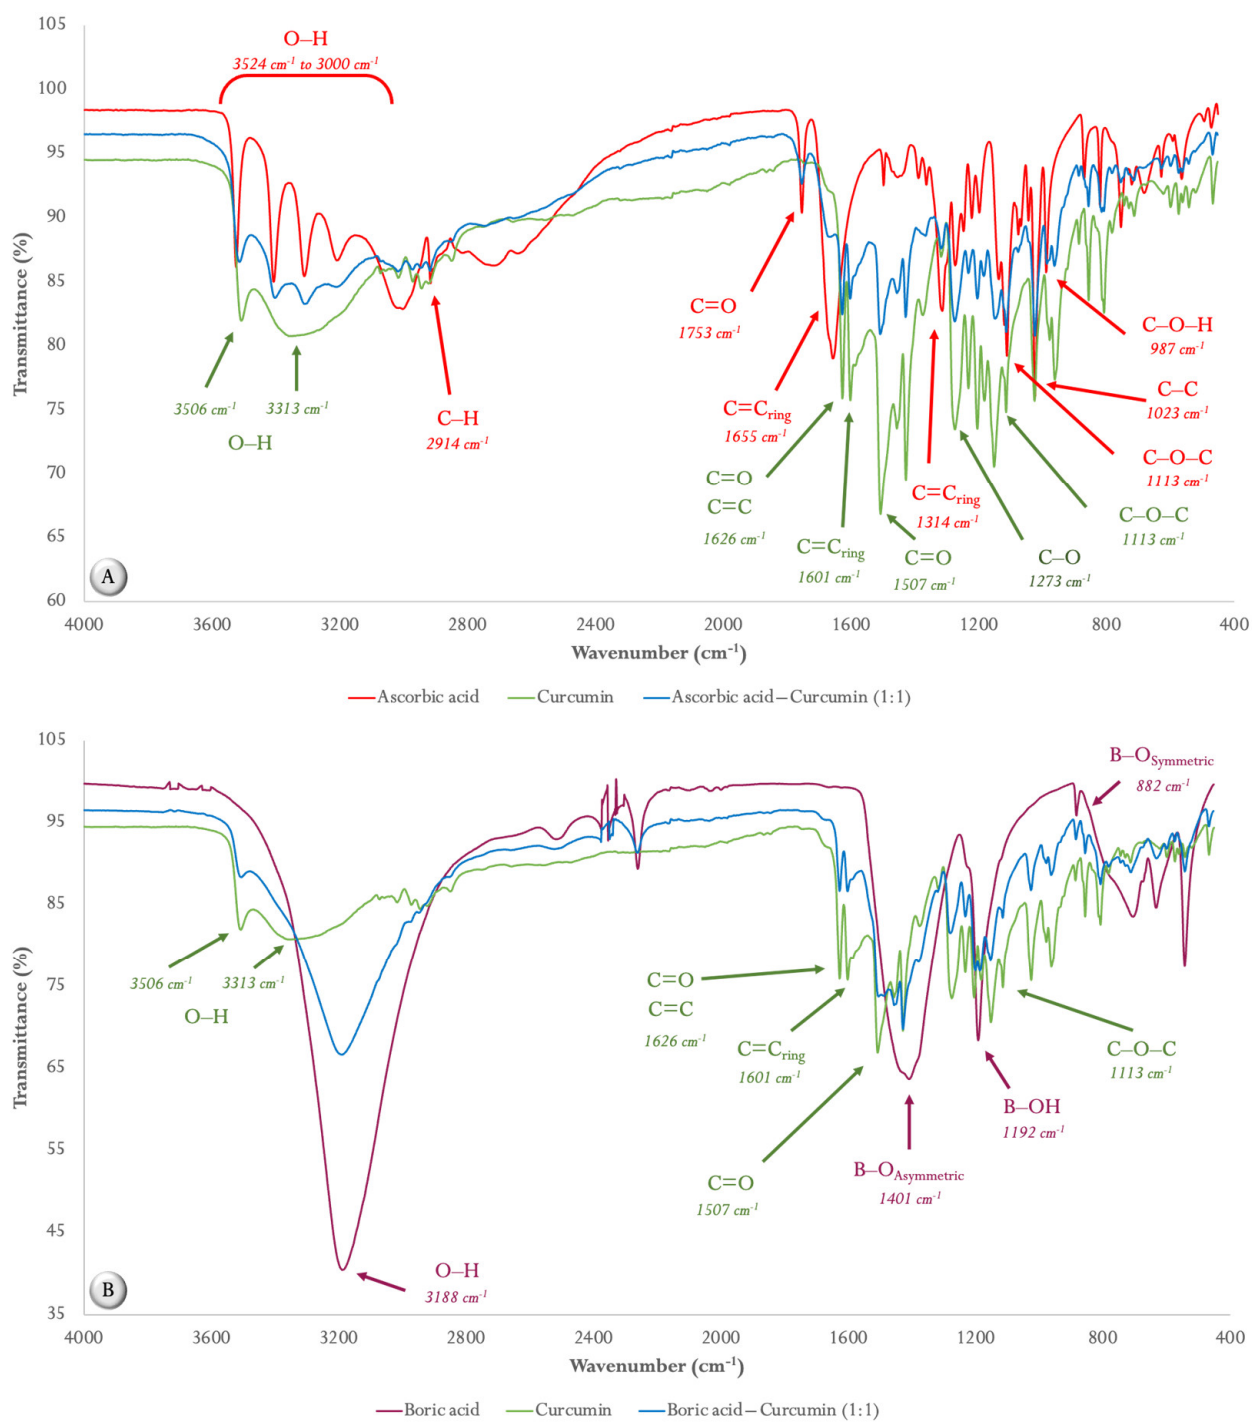 105
100
95
90
85
80
75
70
65
60
Transmittance (%)
O–H
3524 cm-1 to 3000 cm-1
3506 cm-1
3313 cm-1
O–H
C–H
2914 cm-1
C=O
1753 cm-1
C=Cring
1655 cm-1
C=O
C=C
1626 cm-1
C=Cring
1601 cm-1
C=O
1507 cm-1
C=Cring
1314 cm-1
C–O
1273 cm-1
C–O–C
1113 cm-1
C–O–C
1113 cm-1
C–C
1023 cm-1
C–O–H
987 cm-1
A
4000 3600 3200 2800 2400 2000 1600 1200 800 400
Wavenumber (cm-1)
Ascorbic acid Curcumin Ascorbic acid–Curcumin (1:1)
105
95
85
75
65
55
45
35
Transmittance (%)
B–OSymmetric
882 cm-1
3506 cm-1
3313 cm-1
O–H
C=O
C=C
1626 cm-1
C=Cring
1601 cm-1
C–O–C
1113 cm-1
B–OH
1192 cm-1
B–OAsymmetric
1401 cm-1
C=O
1507 cm-1
O–H
3188 cm-1
B
4000 3600 3200 2800 2400 2000 1600 1200 800 400
Wavenumber (cm-1)
Boric acid Curcumin Boric acid–Curcumin (1:1)